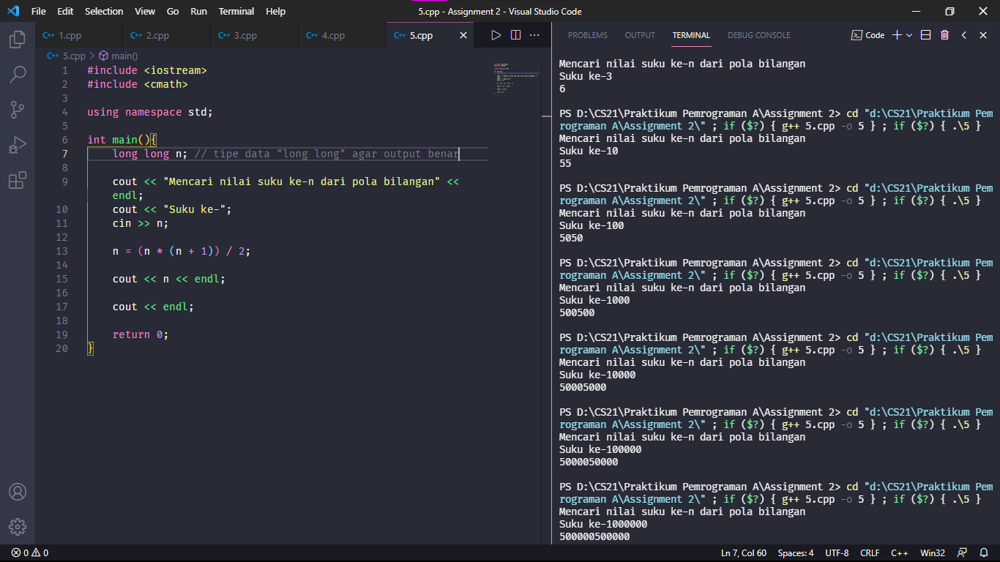 File Edit Selection View Go Run Terminal Help
5.cpp - Assignment 2 - Visual Studio Code
1.cpp 2.cpp 3.cpp 4.cpp 5.cpp
5.cpp > main()
1 #include <iostream>
2 #include <cmath>
3
4 using namespace std;
5
6 int main(){
7 long long n; // tipe data "long long" agar output benar
8
9 cout << "Mencari nilai suku ke-n dari pola bilangan" <<
endl;
10 cout << "Suku ke-";
11 cin >> n;
12
13 n = (n * (n + 1)) / 2;
14
15 cout << n << endl;
16
17 cout << endl;
18
19 return 0;
20 }
PROBLEMS OUTPUT TERMINAL DEBUG CONSOLE
Code
Mencari nilai suku ke-n dari pola bilangan
Suku ke-3
6
PS D:\CS21\Praktikum Pemrograman A\Assignment 2> cd "d:\CS21\Praktikum Pem
rograman A\Assignment 2\" ; if ($?) { g++ 5.cpp -o 5 } ; if ($?) { .\5 }
Mencari nilai suku ke-n dari pola bilangan
Suku ke-10
55
PS D:\CS21\Praktikum Pemrograman A\Assignment 2> cd "d:\CS21\Praktikum Pem
rograman A\Assignment 2\" ; if ($?) { g++ 5.cpp -o 5 } ; if ($?) { .\5 }
Mencari nilai suku ke-n dari pola bilangan
Suku ke-100
5050
PS D:\CS21\Praktikum Pemrograman A\Assignment 2> cd "d:\CS21\Praktikum Pem
rograman A\Assignment 2\" ; if ($?) { g++ 5.cpp -o 5 } ; if ($?) { .\5 }
Mencari nilai suku ke-n dari pola bilangan
Suku ke-1000
500500
PS D:\CS21\Praktikum Pemrograman A\Assignment 2> cd "d:\CS21\Praktikum Pem
rograman A\Assignment 2\" ; if ($?) { g++ 5.cpp -o 5 } ; if ($?) { .\5 }
Mencari nilai suku ke-n dari pola bilangan
Suku ke-10000
50005000
PS D:\CS21\Praktikum Pemrograman A\Assignment 2> cd "d:\CS21\Praktikum Pem
rograman A\Assignment 2\" ; if ($?) { g++ 5.cpp -o 5 } ; if ($?) { .\5 }
Mencari nilai suku ke-n dari pola bilangan
Suku ke-100000
5000050000
PS D:\CS21\Praktikum Pemrograman A\Assignment 2> cd "d:\CS21\Praktikum Pem
rograman A\Assignment 2\" ; if ($?) { g++ 5.cpp -o 5 } ; if ($?) { .\5 }
Mencari nilai suku ke-n dari pola bilangan
Suku ke-1000000
500000500000
0 0
Ln 7, Col 60 Spaces: 4 UTF-8 CRLF C++ Win32